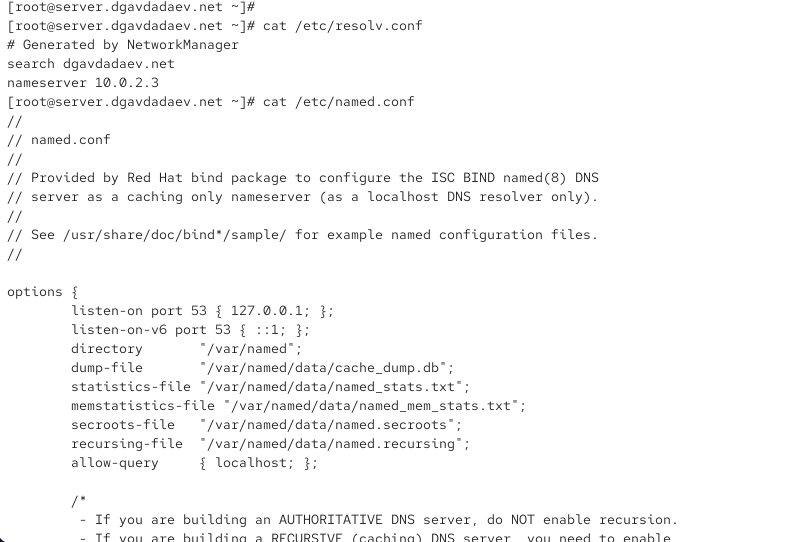 [root@server.dgavdadaev.net ~]#
[root@server.dgavdadaev.net ~]# cat /etc/resolv.conf
# Generated by NetworkManager
search dgavdadaev.net
nameserver 10.0.2.3
[root@server.dgavdadaev.net ~]# cat /etc/named.conf
//
// named.conf
//
// Provided by Red Hat bind package to configure the ISC BIND named(8) DNS
// server as a caching only nameserver (as a localhost DNS resolver only).
//
// See /usr/share/doc/bind*/sample/ for example named configuration files.
//

options {
        listen-on port 53 { 127.0.0.1; };
        listen-on-v6 port 53 { ::1; };
        directory       "/var/named";
        dump-file       "/var/named/data/cache_dump.db";
        statistics-file "/var/named/data/named_stats.txt";
        memstatistics-file "/var/named/data/named_mem_stats.txt";
        secroots-file   "/var/named/data/named.secroots";
        recursing-file  "/var/named/data/named.recursing";
        allow-query     { localhost; };

        /*
         - If you are building an AUTHORITATIVE DNS server, do NOT enable recursion.
         - If you are building a RECURSIVE (caching) DNS server, you need to enable